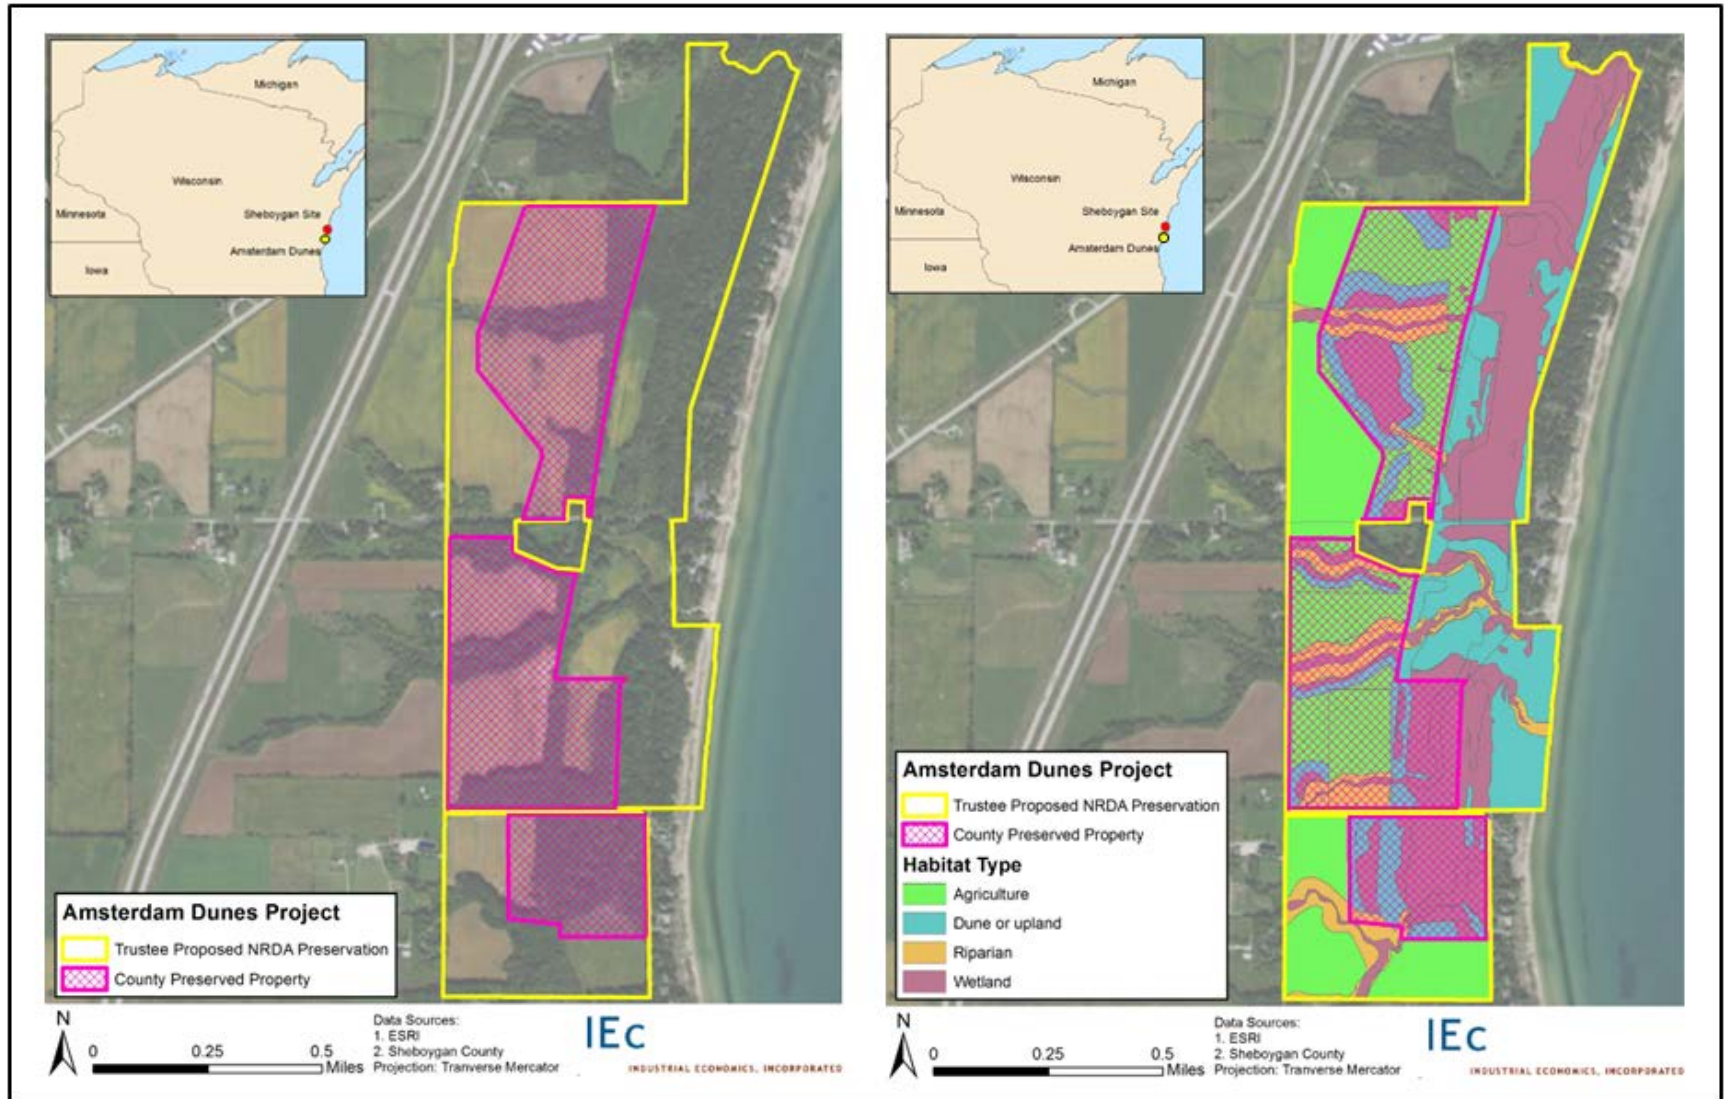 Michigan
Wisconsin
Minnesota
Sheboygan Site
Amsterdam Dunes
Iowa
Amsterdam Dunes Project
Trustee Proposed NRDA Preservation
County Preserved Property
N
0 0.25 0.5
Miles
Data Sources:
1. ESRI
2. Sheboygan County
Projection: Tranverse Mercator
IEc
INDUSTRIAL ECONOMICS, INCORPORATED
Michigan
Wisconsin
Minnesota
Sheboygan Site
Amsterdam Dunes
Iowa
Amsterdam Dunes Project
Trustee Proposed NRDA Preservation
County Preserved Property
Habitat Type
Agriculture
Dune or upland
Riparian
Wetland
N
0 0.25 0.5
Miles
Data Sources:
1. ESRI
2. Sheboygan County
Projection: Tranverse Mercator
IEc
INDUSTRIAL ECONOMICS, INCORPORATED